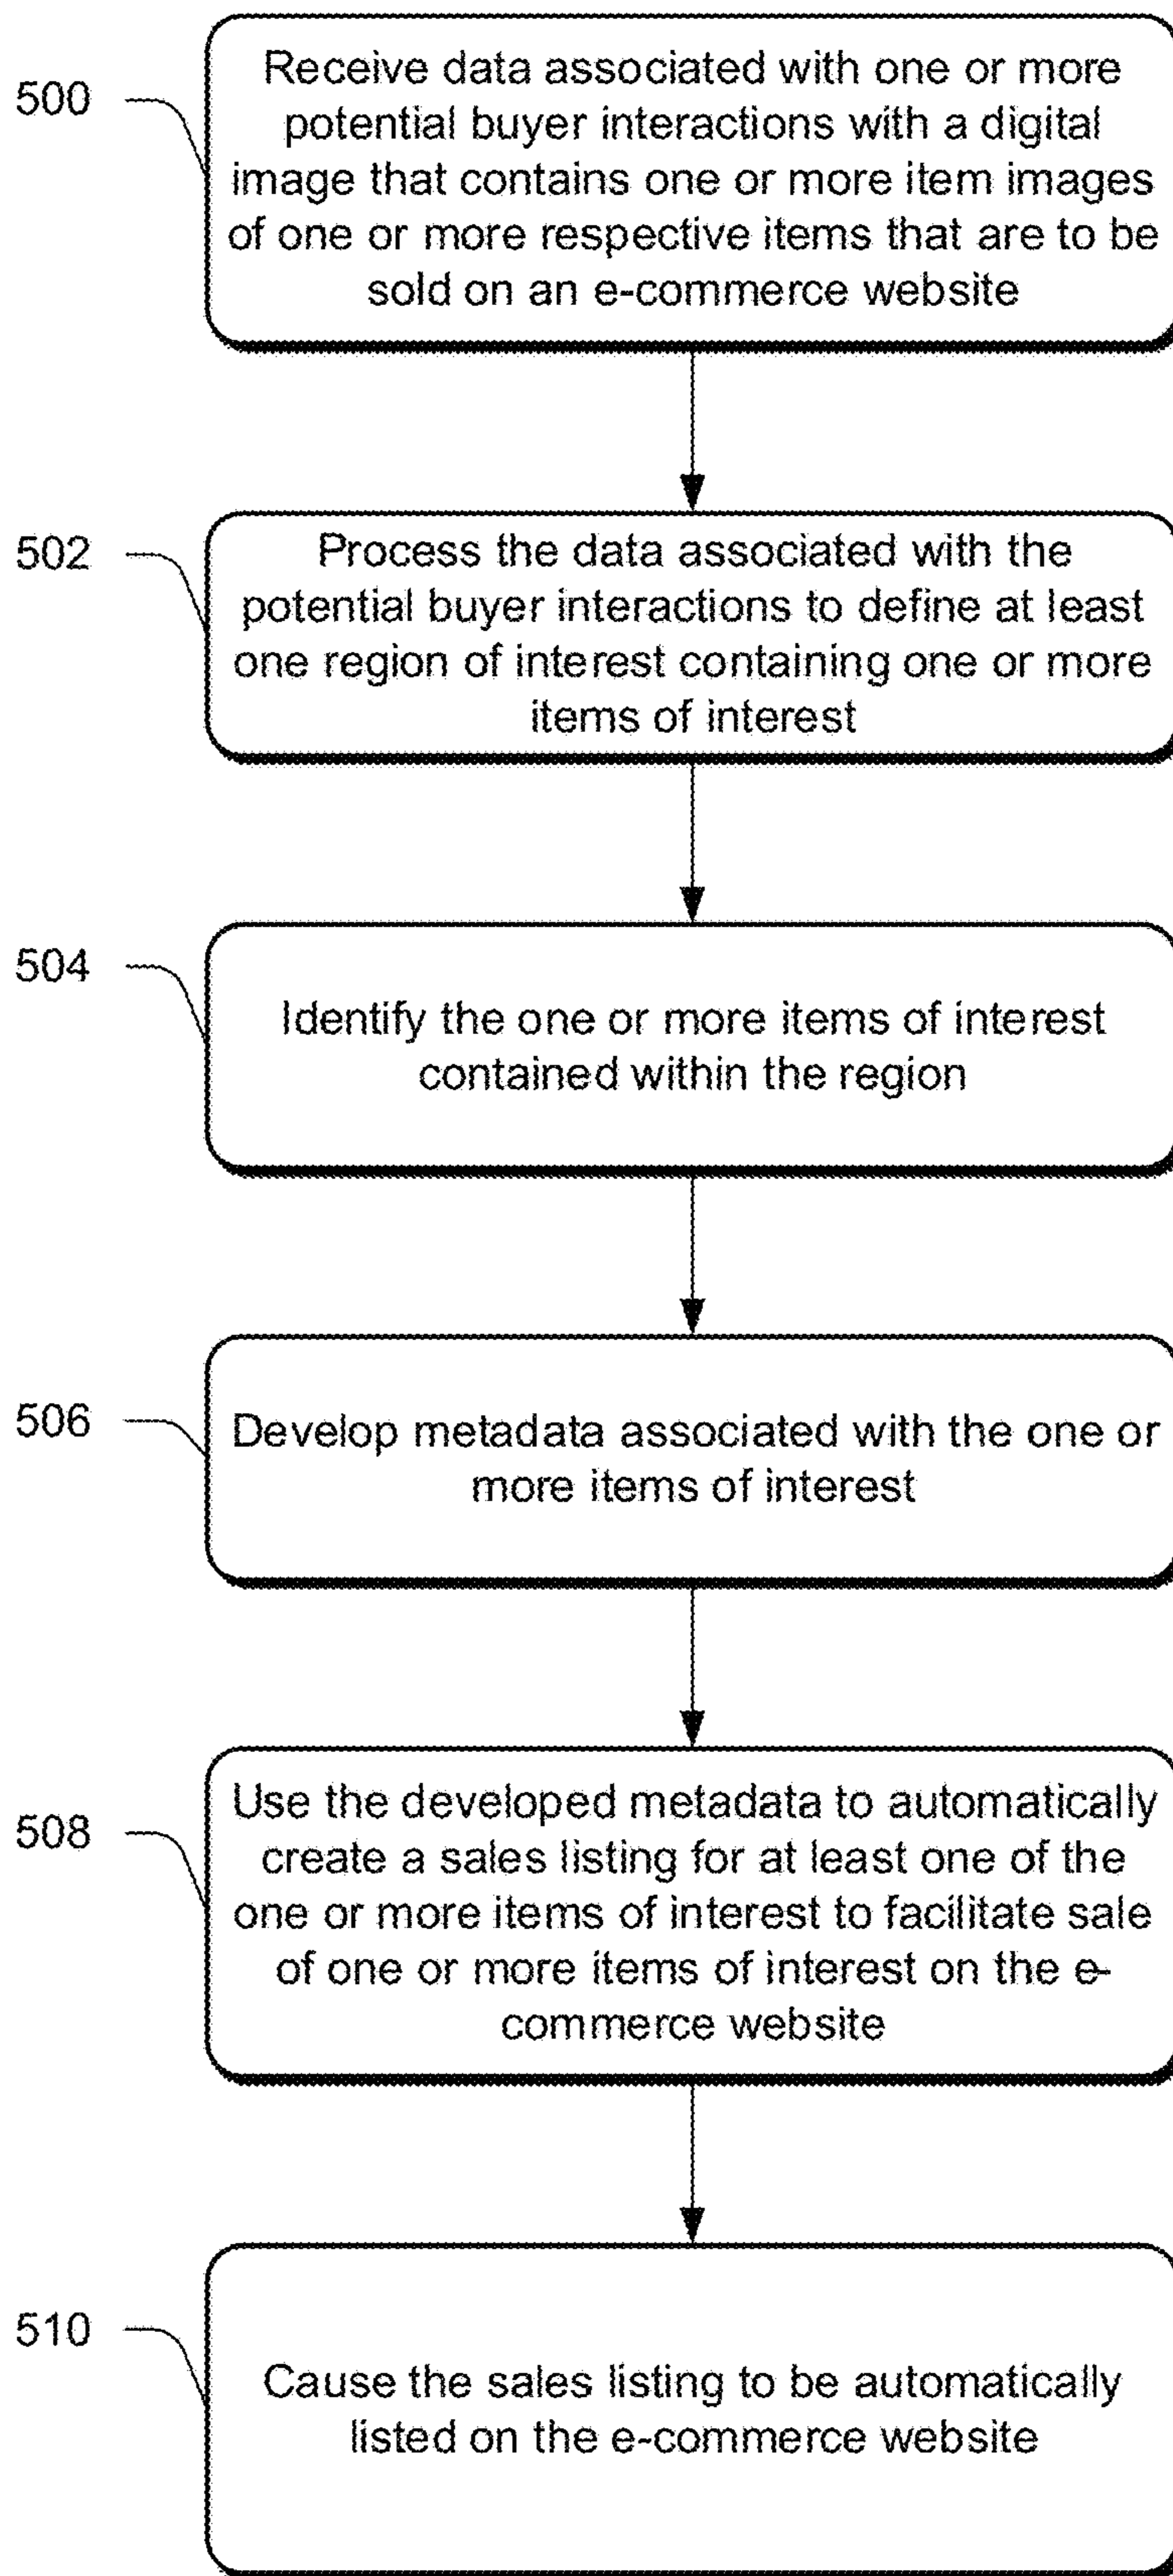 500
Receive data associated with one or more
potential buyer interactions with a digital
image that contains one or more item images
of one or more respective items that are to be
sold on an e-commerce website
502
Process the data associated with the
potential buyer interactions to define at least
one region of interest containing one or more
items of interest
504
Identify the one or more items of interest
contained within the region
506
Develop metadata associated with the one or
more items of interest
508
Use the developed metadata to automatically
create a sales listing for at least one of the
one or more items of interest to facilitate sale
of one or more items of interest on the e-
commerce website
510
Cause the sales listing to be automatically
listed on the e-commerce website